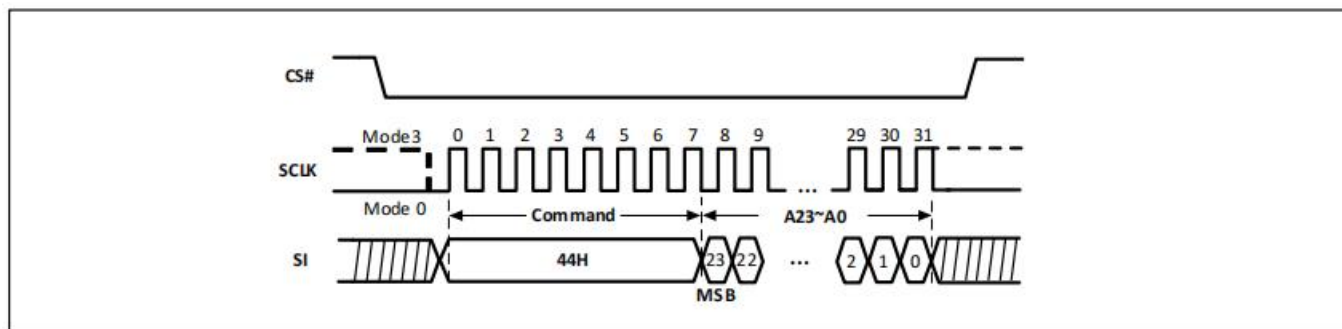 CS#
Mode3 0 1 2 3 4 5 6 7 8 9 29 30 31
SCLK
...
Mode 0 Command A23~A0
SI 44H 23 22 ... 2 1 0
MSB